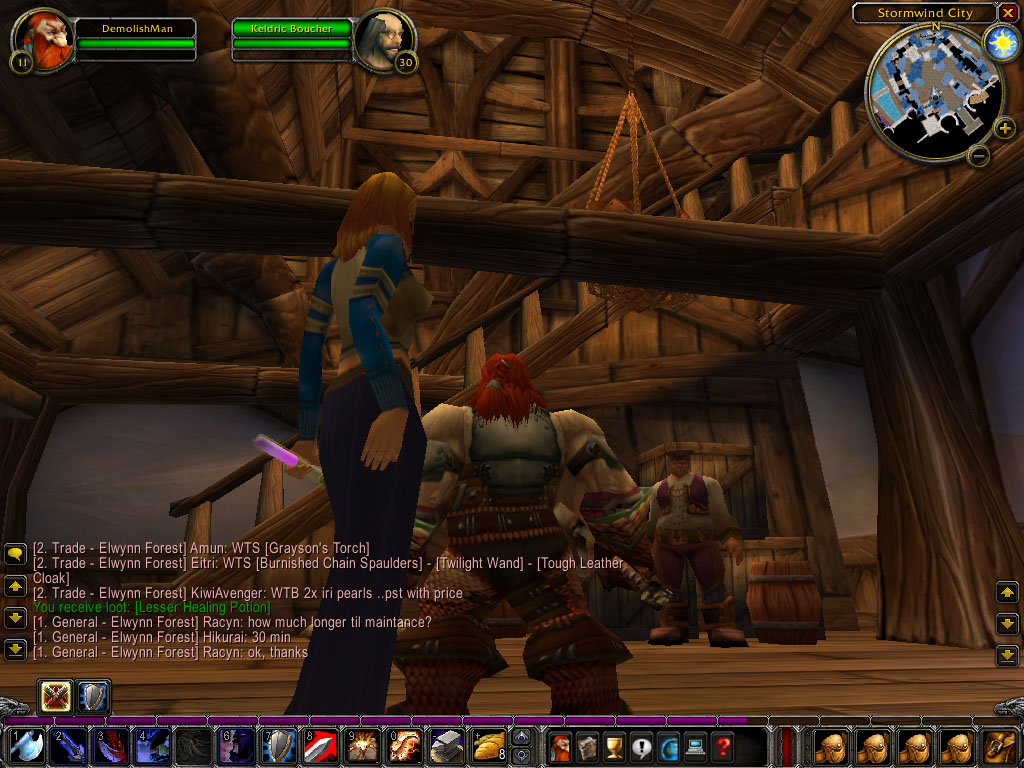 DemolishMan
11
Keldric Boucher
30
Stormwind City
N
[2. Trade - Elwynn Forest] Amun: WTS [Grayson's Torch]
[2. Trade - Elwynn Forest] Eitri: WTS [Burnished Chain Spaulders] - [Twilight Wand] - [Tough Leather
Cloak]
[2. Trade - Elwynn Forest] KiwiAvenger: WTB 2x iri pearls ..pst with price
You receive loot: [Lesser Healing Potion]
[1. General - Elwynn Forest] Racyn: how much longer til maintance?
[1. General - Elwynn Forest] Hikurai: 30 min
[1. General - Elwynn Forest] Racyn: ok, thanks
1 2 3 4 6 7 8 9 0 - + 8